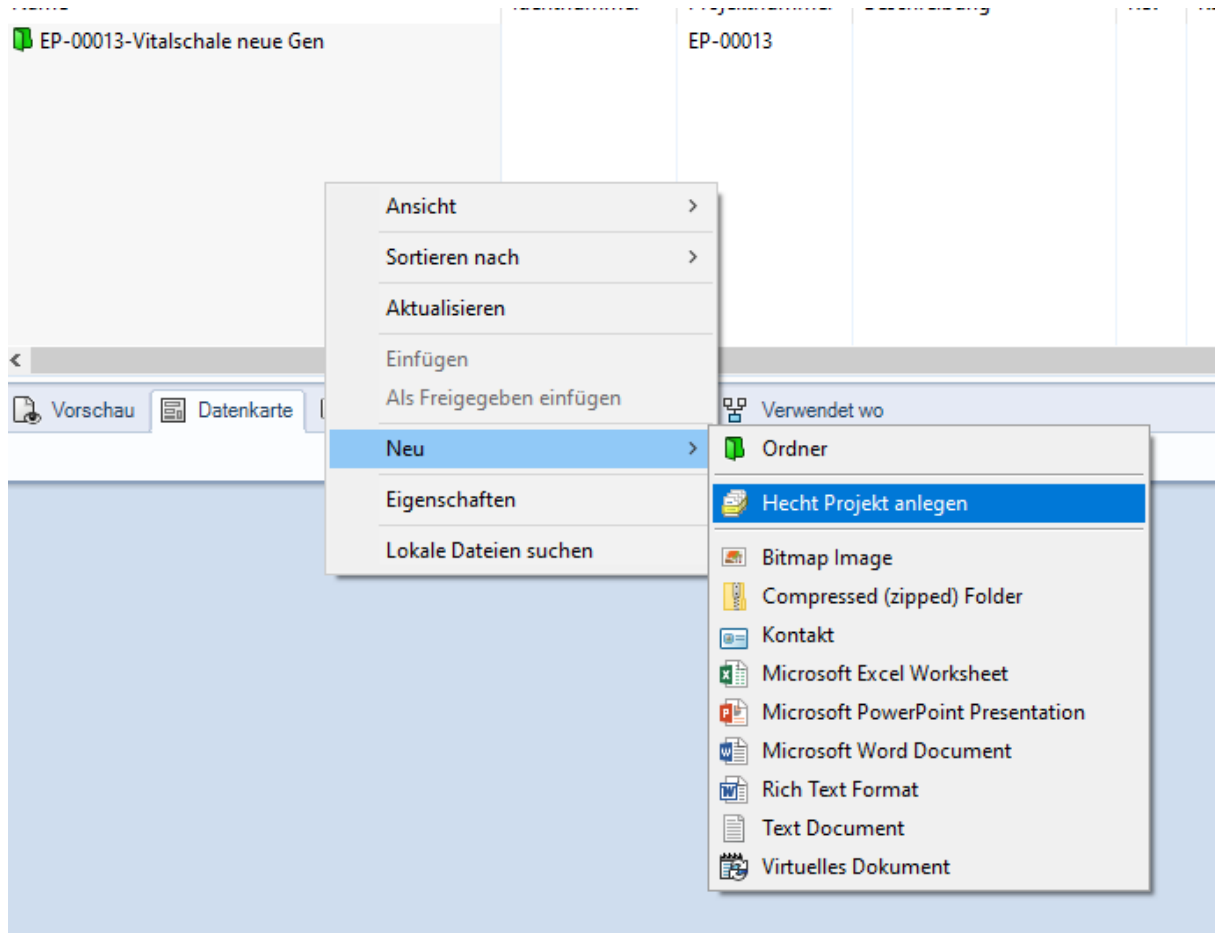 EP-00013-Vitalschale neue Gen
EP-00013
Ansicht
Sortieren nach
Aktualisieren
Einfügen
Als Freigegeben einfügen
Vorschau
Datenkarte
Verwendet wo
Neu
Ordner
Eigenschaften
Hecht Projekt anlegen
Lokale Dateien suchen
Bitmap Image
Compressed (zipped) Folder
Kontakt
Microsoft Excel Worksheet
Microsoft PowerPoint Presentation
Microsoft Word Document
Rich Text Format
Text Document
Virtuelles Dokument